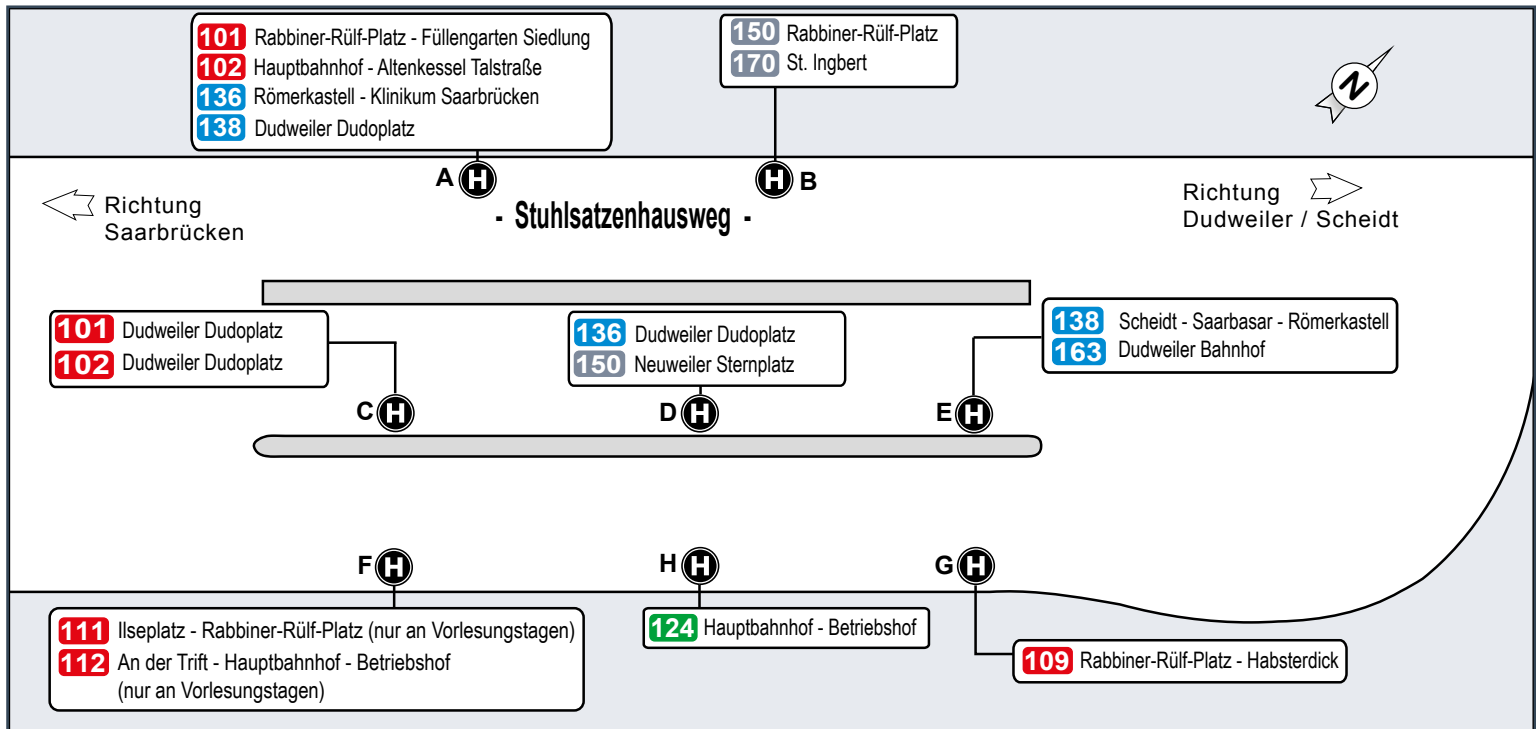 101 Rabbiner-Rülf-Platz - Füllengarten Siedlung
102 Hauptbahnhof - Altenkessel Talstraße
136 Römerkastell - Klinikum Saarbrücken
138 Dudweiler Dudoplatz
150 Rabbiner-Rülf-Platz
170 St. Ingbert
N
A H
H B
Richtung
Saarbrücken
- Stuhlsatzenhausweg -
Richtung
Dudweiler / Scheidt
101 Dudweiler Dudoplatz
102 Dudweiler Dudoplatz
136 Dudweiler Dudoplatz
150 Neuweiler Sternplatz
138 Scheidt - Saarbasar - Römerkastell
163 Dudweiler Bahnhof
C H
D H
E H
F H
H H
G H
111 Ilseplatz - Rabbiner-Rülf-Platz (nur an Vorlesungstagen)
112 An der Trift - Hauptbahnhof - Betriebshof
(nur an Vorlesungstagen)
124 Hauptbahnhof - Betriebshof
109 Rabbiner-Rülf-Platz - Habsterdick